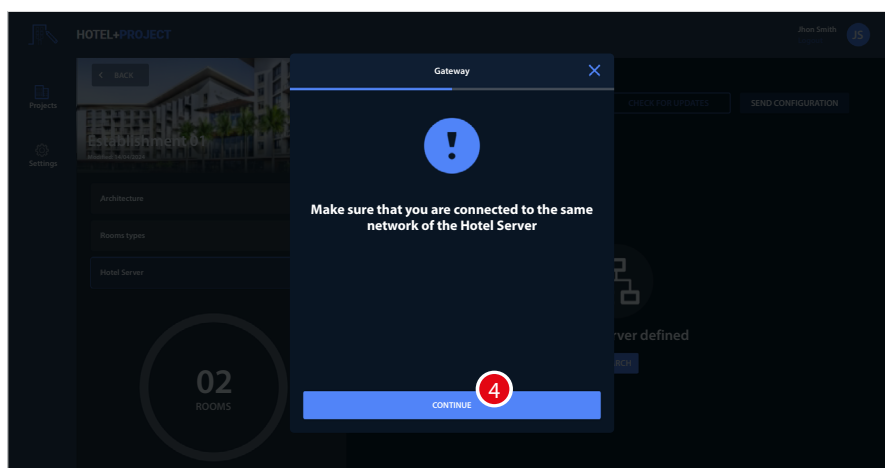 HOTEL+PROJECT
Jhon Smith
JS
BACK
Gateway
Projects
CHECK FOR UPDATES
SEND CONFIGURATION
Establishment 01
Settings
Architecture
Make sure that you are connected to the same
network of the Hotel Server
Rooms types
Hotel Server
ver defined
RCH
02
ROOMS
4
CONTINUE